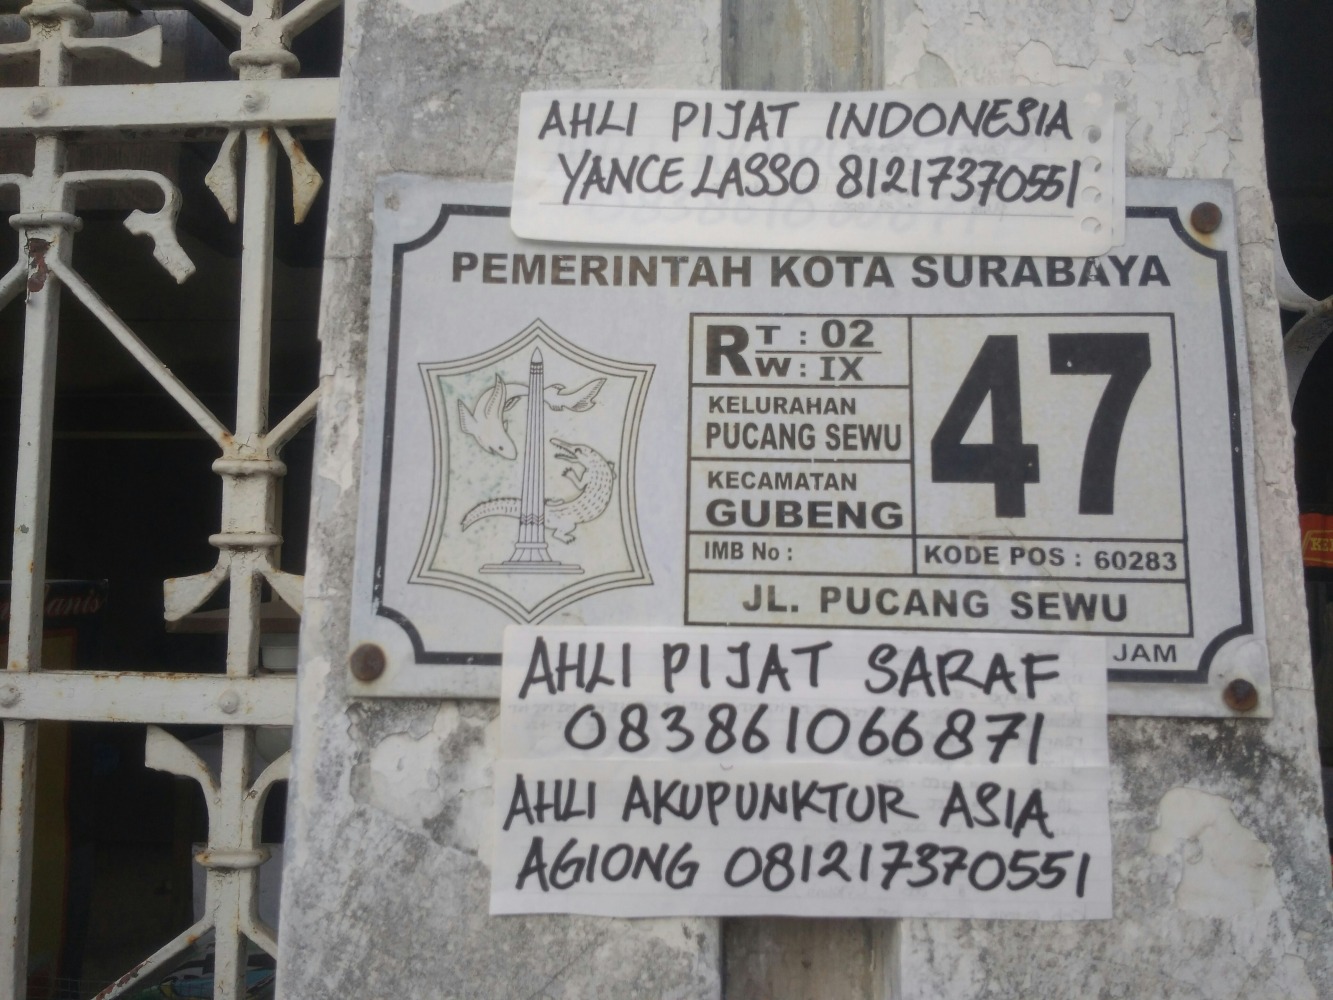 AHLI PIJAT INDONESIA
YANCE LASSO 81217370551
PEMERINTAH KOTA SURABAYA
RT : 02
RW : IX
KELURAHAN
PUCANG SEWU
KECAMATAN
GUBENG
IMB No :
47
KODE POS : 60283
JL. PUCANG SEWU
JAM
AHLI PIJAT SARAF
083861066871
AHLI AKUPUNKTUR ASIA
AGIONG 081217370551